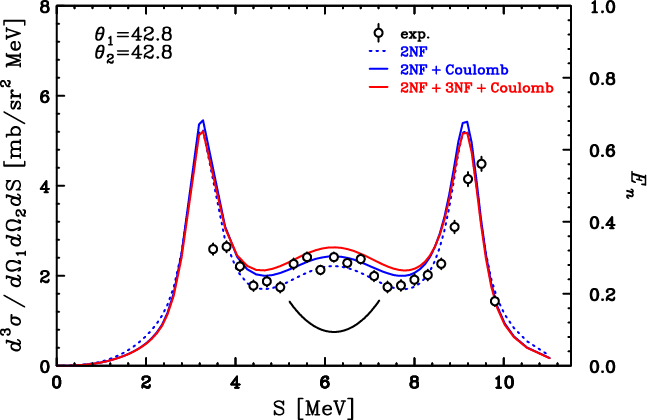 8
6
4
2
0
d³σ / dΩ₁dΩ₂dS [mb/sr² MeV]
θ₁=42.8
θ₂=42.8
exp.
2NF
2NF + Coulomb
2NF + 3NF + Coulomb
1.0
0.8
0.6
0.4
0.2
0.0
Eₙ
0 2 4 6 8 10
S [MeV]